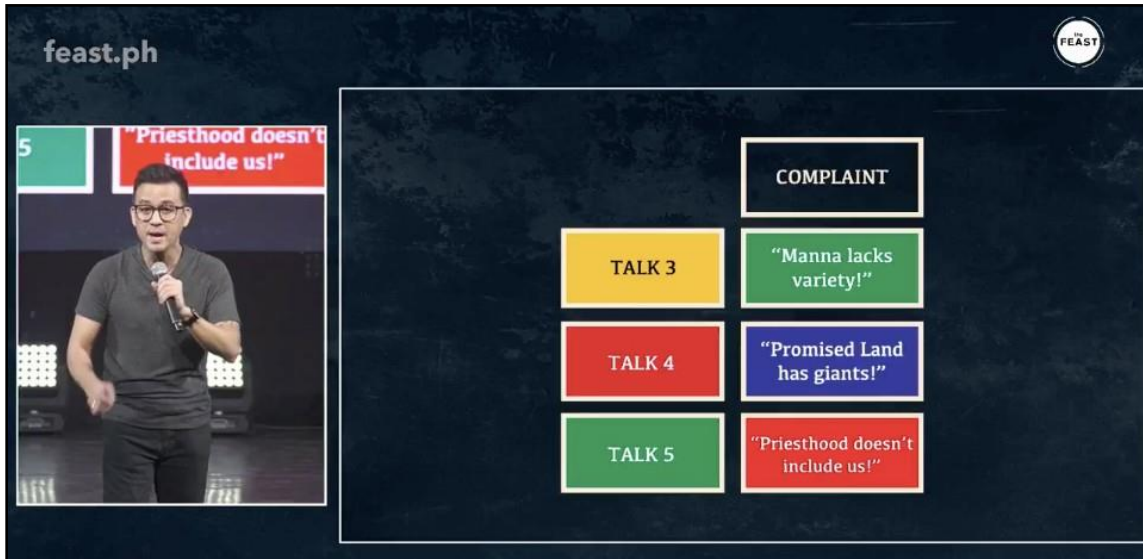 feast.ph
the
FEAST
5
"Priesthood doesn't
include us!"
COMPLAINT
TALK 3
"Manna lacks
variety!"
TALK 4
"Promised Land
has giants!"
TALK 5
"Priesthood doesn't
include us!"